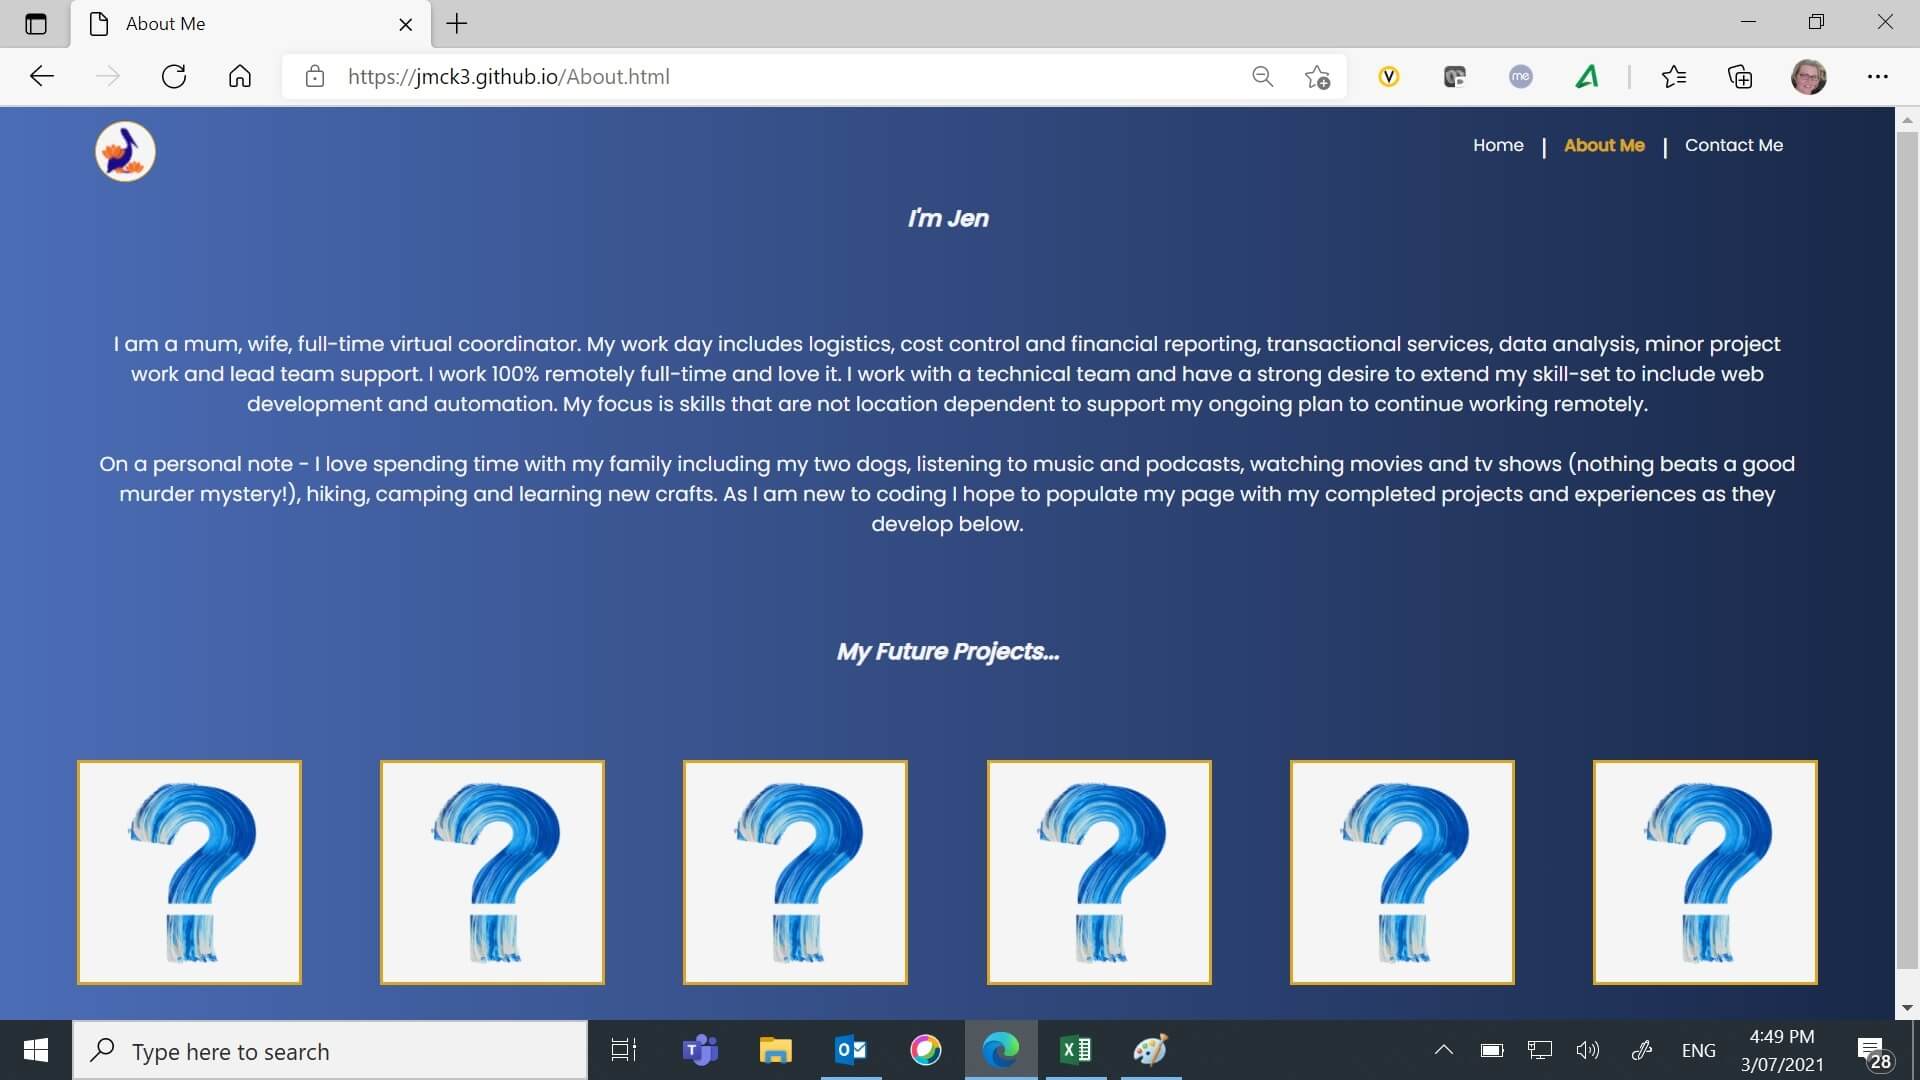 About Me
https://jmck3.github.io/About.html
me
Home | About Me | Contact Me
I'm Jen
I am a mum, wife, full-time virtual coordinator. My work day includes logistics, cost control and financial reporting, transactional services, data analysis, minor project
work and lead team support. I work 100% remotely full-time and love it. I work with a technical team and have a strong desire to extend my skill-set to include web
development and automation. My focus is skills that are not location dependent to support my ongoing plan to continue working remotely.
On a personal note - I love spending time with my family including my two dogs, listening to music and podcasts, watching movies and tv shows (nothing beats a good
murder mystery!), hiking, camping and learning new crafts. As I am new to coding I hope to populate my page with my completed projects and experiences as they
develop below.
My Future Projects...
? ? ? ? ? ?
Type here to search
ENG
4:49 PM
3/07/2021
28